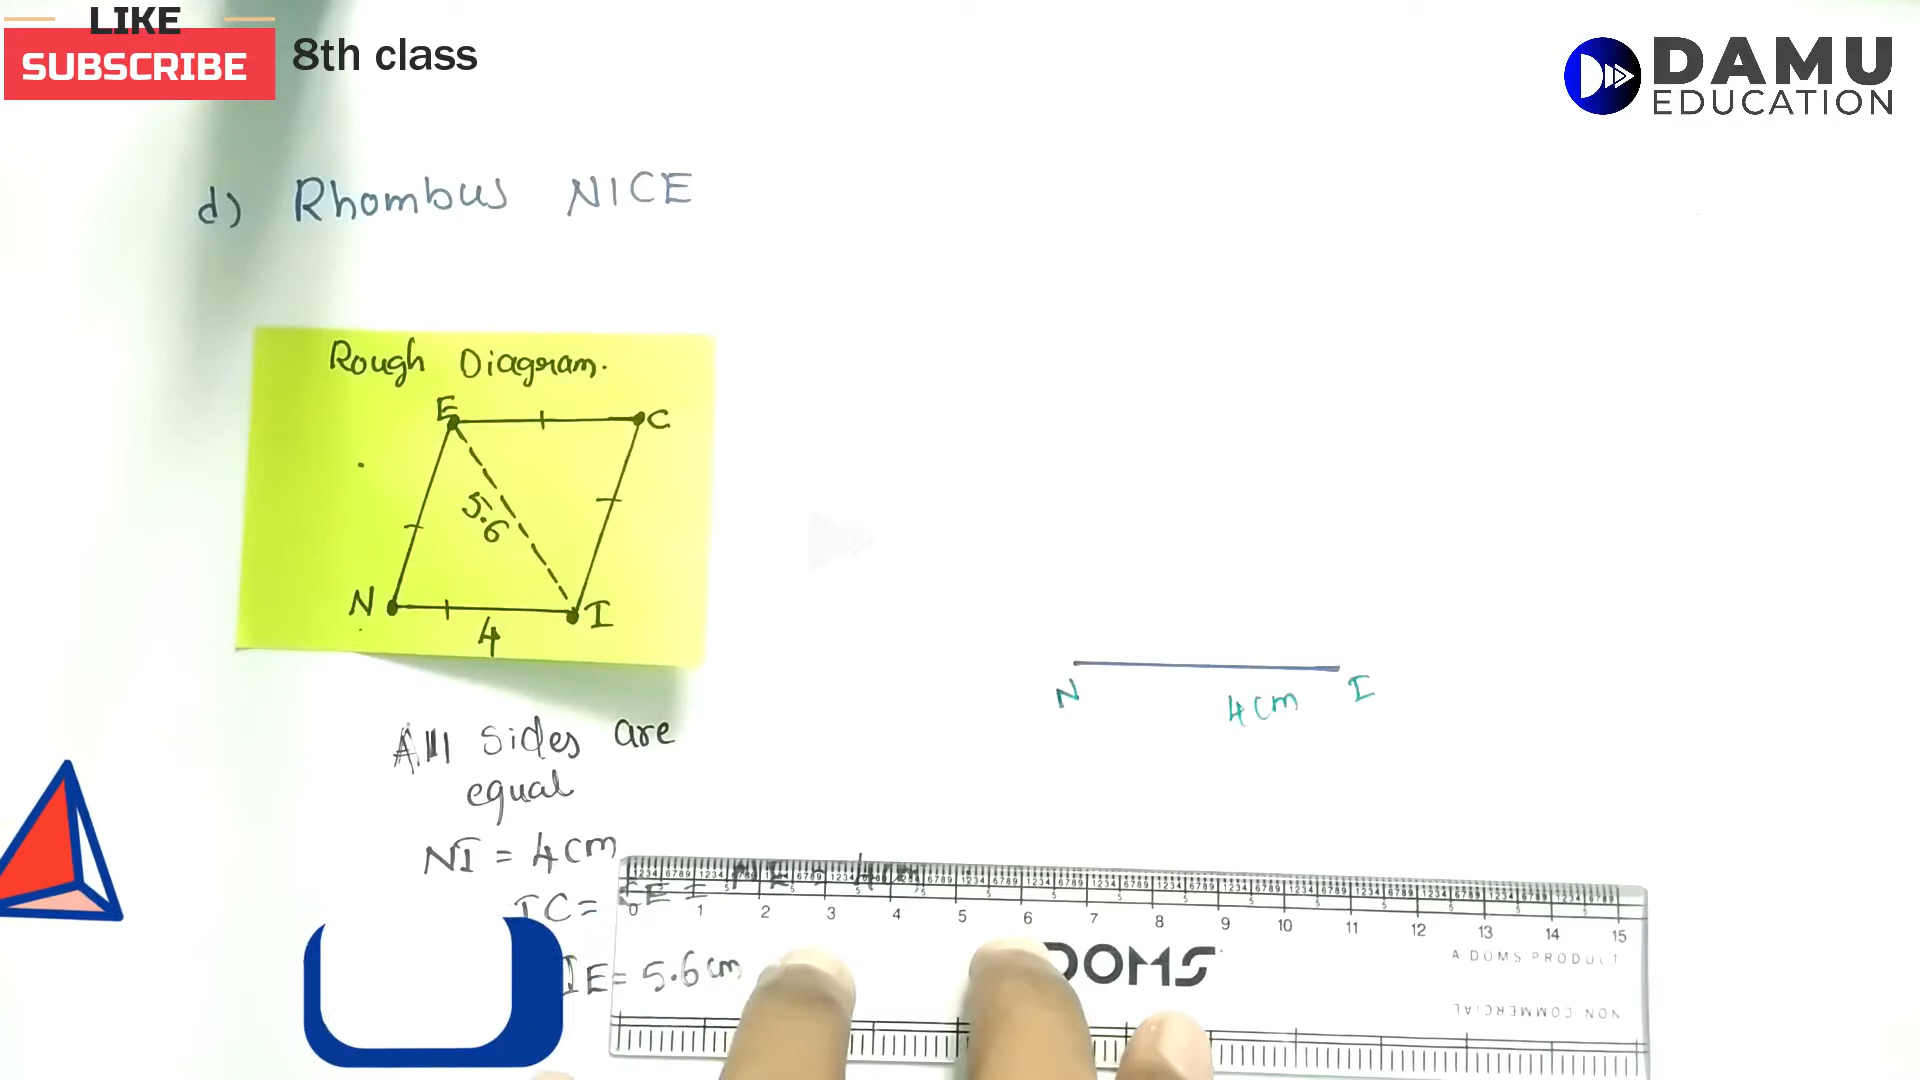 LIKE
SUBSCRIBE
8th class
DAMU
EDUCATION
d) Rhombus NICE
Rough Diagram.
E
C
5.6
N
I
4
N
4cm
I
All sides are
equal
NI = 4cm
IC =
IE = 5.6cm
0 1 2 3 4 5 6 7 8 9 10 11 12 13 14 15
DOMS
A DOMS PRODUCT
NON COMMERCIAL